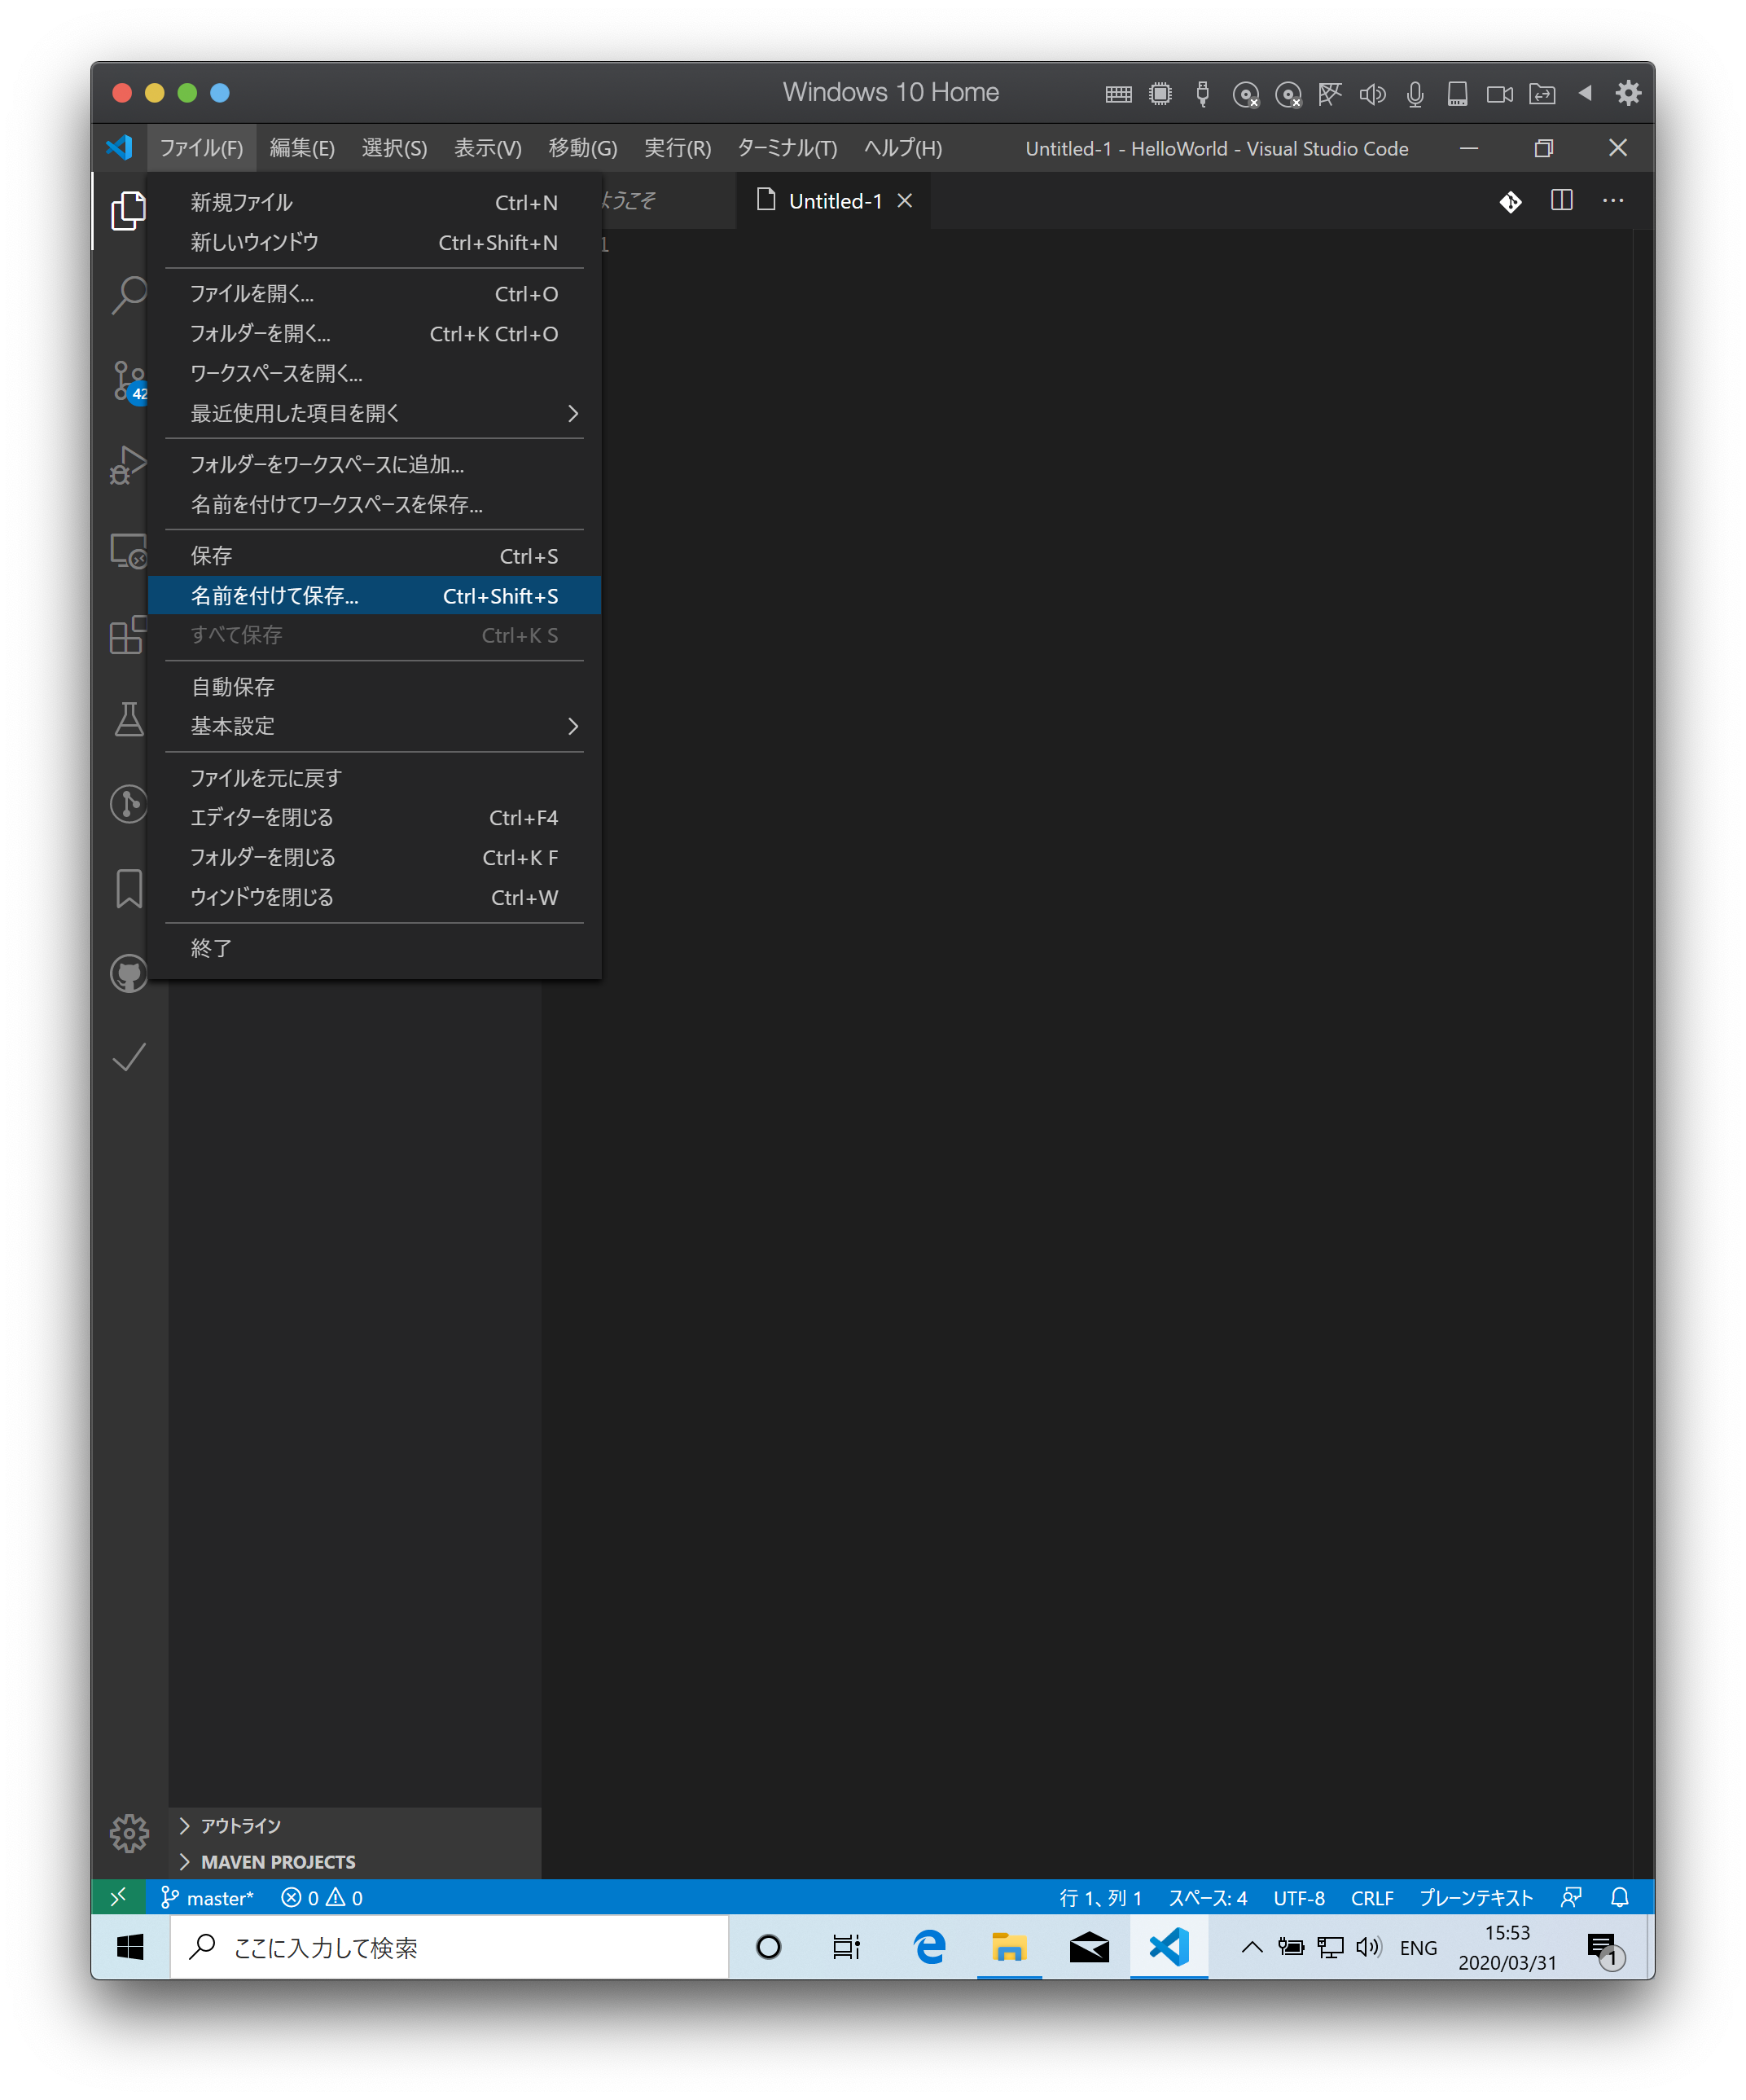 Windows 10 Home
ファイル(F) 編集(E) 選択(S) 表示(V) 移動(G) 実行(R) ターミナル(T) ヘルプ(H) Untitled-1 - HelloWorld - Visual Studio Code
ようこそ Untitled-1
1
新規ファイル Ctrl+N
新しいウィンドウ Ctrl+Shift+N
ファイルを開く... Ctrl+O
フォルダーを開く... Ctrl+K Ctrl+O
ワークスペースを開く...
最近使用した項目を開く
フォルダーをワークスペースに追加...
名前を付けてワークスペースを保存...
保存 Ctrl+S
名前を付けて保存... Ctrl+Shift+S
すべて保存 Ctrl+K S
自動保存
基本設定
ファイルを元に戻す
エディターを閉じる Ctrl+F4
フォルダーを閉じる Ctrl+K F
ウィンドウを閉じる Ctrl+W
終了
42
アウトライン
MAVEN PROJECTS
master* 0 0 行 1、列 1 スペース: 4 UTF-8 CRLF プレーンテキスト
ここに入力して検索 ENG 15:53
2020/03/31
1